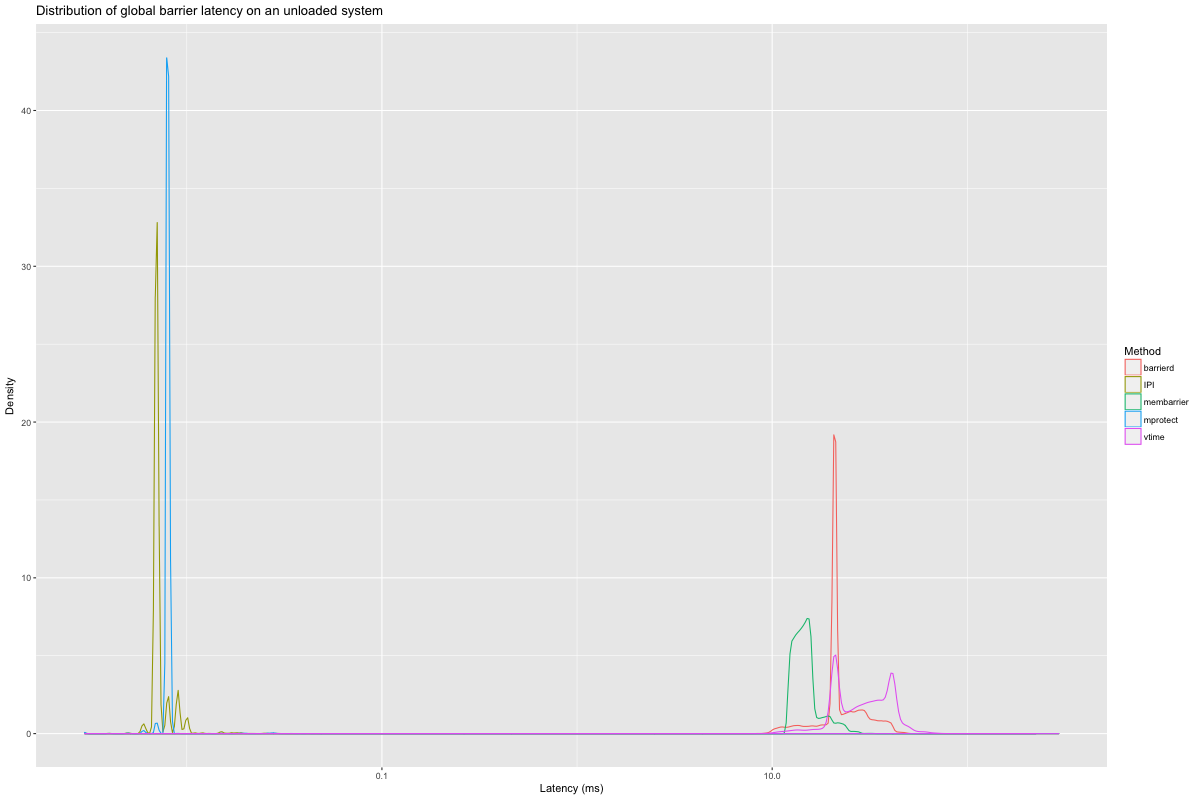 Distribution of global barrier latency on an unloaded system
Density
40
30
20
10
0
0.1
10.0
Latency (ms)
Method
barrierd
IPI
membarrier
mprotect
vtime